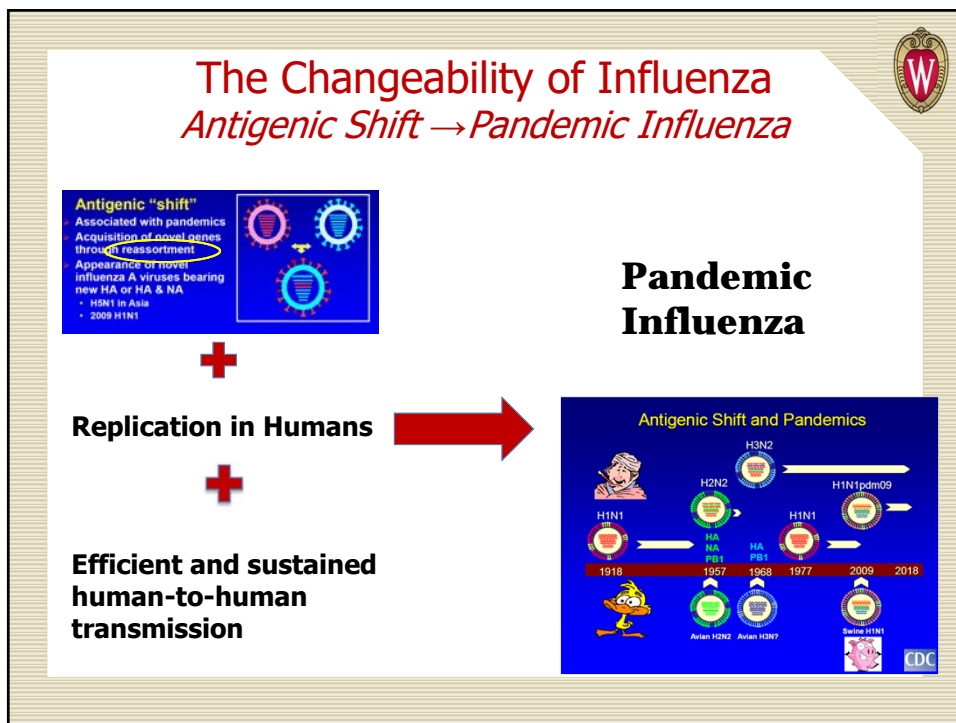 The Changeability of Influenza
Antigenic Shift →Pandemic Influenza
W
Antigenic "shift"
Associated with pandemics
Acquisition of novel genes
through reassortment
Appearance of novel
influenza A viruses bearing
new HA or HA & NA
• H5N1 in Asia
• 2009 H1N1
Replication in Humans
Efficient and sustained
human-to-human
transmission
Pandemic
Influenza
Antigenic Shift and Pandemics
H3N2
H2N2
H1N1pdm09
H1N1
H1N1
HA
NA
PB1
HA
PB1
1918 1957 1968 1977 2009 2018
Avian H2N2 Avian H3N?
Swine H1N1
CDC